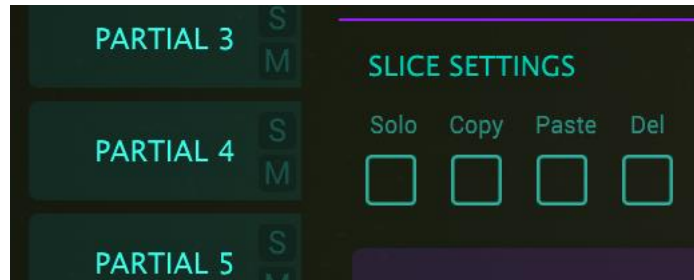 PARTIAL 3
S
M
PARTIAL 4
S
M
PARTIAL 5
S
SLICE SETTINGS
Solo Copy Paste Del